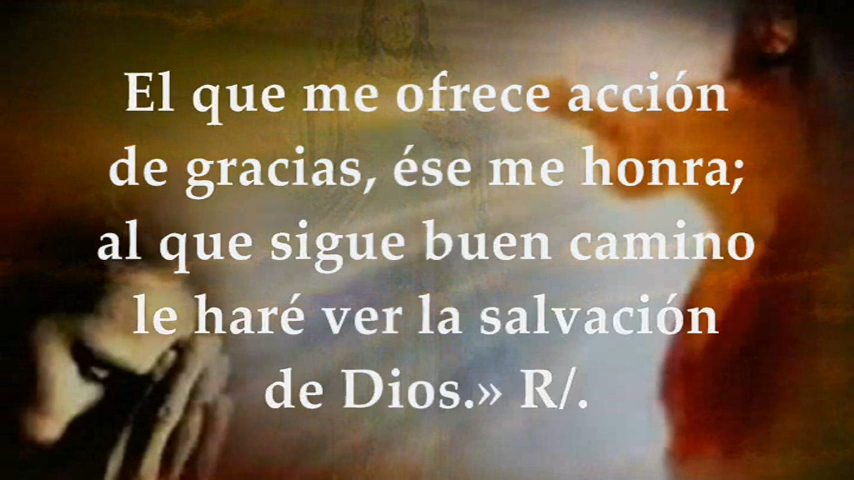 El que me ofrece acción
de gracias, ése me honra;
al que sigue buen camino
le haré ver la salvación
de Dios.» R/.